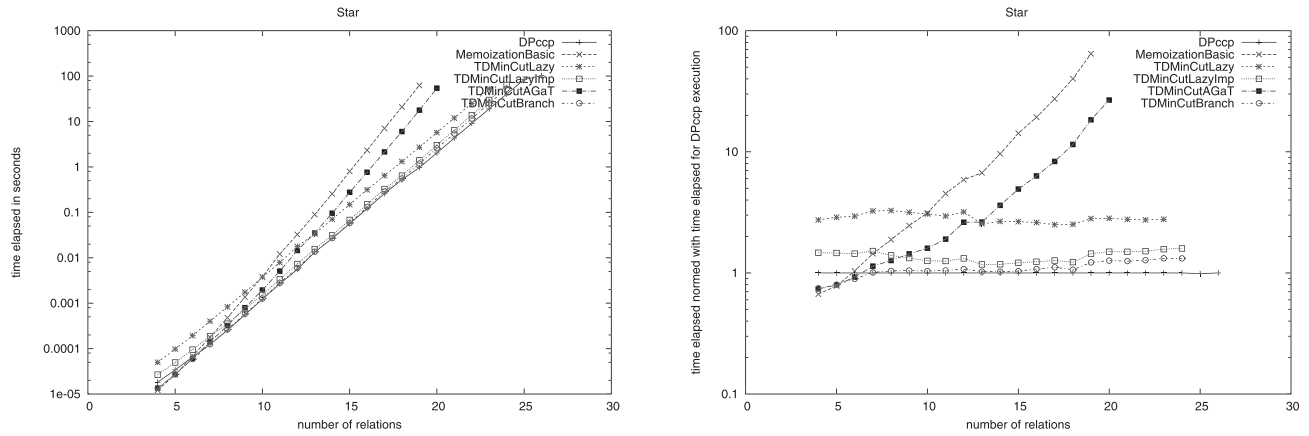 Star
time elapsed in seconds
1000
100
10
1
0.1
0.01
0.001
0.0001
1e-05
0
5
10
15
20
25
30
number of relations
DPccp
MemoizationBasic
TDMinCutLazy
TDMinCutLazyImp
TDMinCutAGaT
TDMinCutBranch
Star
time elapsed normed with time elapsed for DPccp execution
100
10
1
0.1
0
5
10
15
20
25
30
number of relations
DPccp
MemoizationBasic
TDMinCutLazy
TDMinCutLazyImp
TDMinCutAGaT
TDMinCutBranch